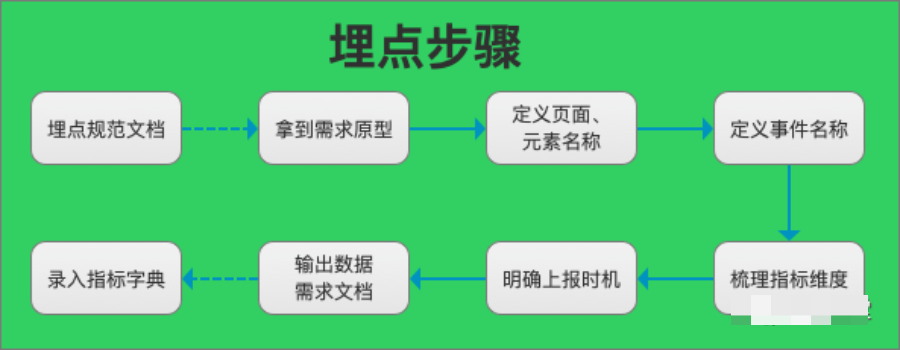 埋点步骤
埋点规范文档
拿到需求原型
定义页面、
元素名称
定义事件名称
梳理指标维度
明确上报时机
输出数据
需求文档
录入指标字典